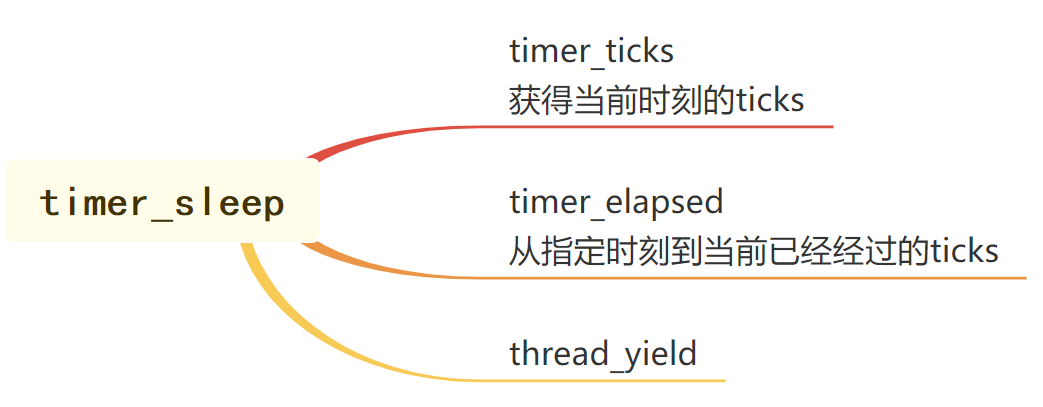 timer_ticks
获得当前时刻的ticks
timer_sleep
timer_elapsed
从指定时刻到当前已经经过的ticks
thread_yield